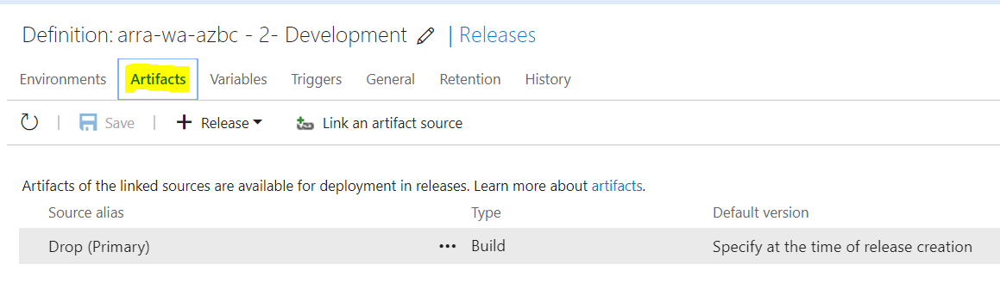 Definition: arra-wa-azbc - 2- Development | Releases
Environments Artifacts Variables Triggers General Retention History
Save Release Link an artifact source
Artifacts of the linked sources are available for deployment in releases. Learn more about artifacts.
Source alias Type Default version
Drop (Primary) ••• Build Specify at the time of release creation